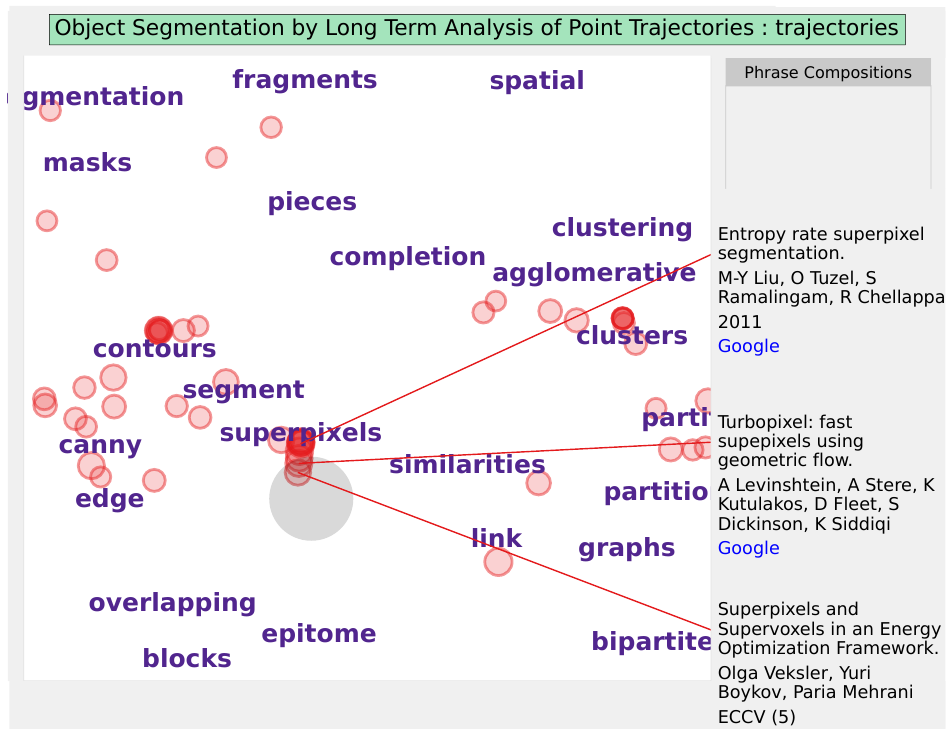 Object Segmentation by Long Term Analysis of Point Trajectories : trajectories
Phrase Compositions
fragments
spatial
gmentation
masks
pieces
clustering
completion
agglomerative
clusters
contours
segment
parti
superpixels
canny
similarities
edge
partitio
link
graphs
overlapping
epitome
bipartite
blocks
Entropy rate superpixel
segmentation.
M-Y Liu, O Tuzel, S
Ramalingam, R Chellappa
2011
Google
Turbopixel: fast
supepixels using
geometric flow.
A Levinshtein, A Stere, K
Kutulakos, D Fleet, S
Dickinson, K Siddiqi
Google
Superpixels and
Supervoxels in an Energy
Optimization Framework.
Olga Veksler, Yuri
Boykov, Paria Mehrani
ECCV (5)